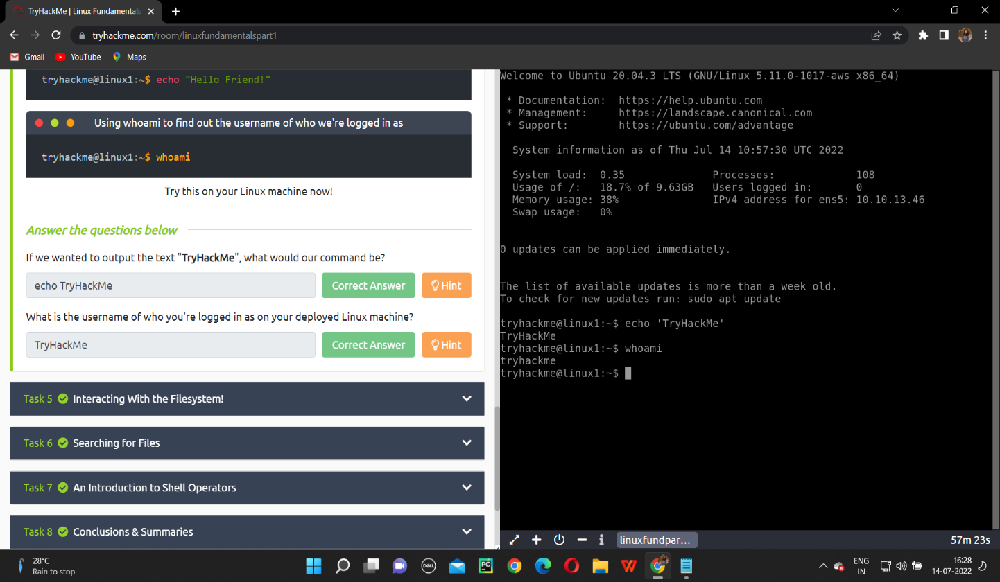 TryHackMe | Linux Fundamentals
tryhackme.com/room/linuxfundamentalspart1
Gmail YouTube Maps
tryhackme@linux1:~$ echo "Hello Friend!"
Using whoami to find out the username of who we're logged in as
tryhackme@linux1:~$ whoami
Try this on your Linux machine now!
Answer the questions below
If we wanted to output the text "TryHackMe", what would our command be?
echo TryHackMe Correct Answer Hint
What is the username of who you're logged in as on your deployed Linux machine?
TryHackMe Correct Answer Hint
Task 5 Interacting With the Filesystem!
Task 6 Searching for Files
Task 7 An Introduction to Shell Operators
Task 8 Conclusions & Summaries
Welcome to Ubuntu 20.04.3 LTS (GNU/Linux 5.11.0-1017-aws x86_64)
* Documentation: https://help.ubuntu.com
* Management: https://landscape.canonical.com
* Support: https://ubuntu.com/advantage
System information as of Thu Jul 14 10:57:30 UTC 2022
System load: 0.35 Processes: 108
Usage of /: 18.7% of 9.63GB Users logged in: 0
Memory usage: 38% IPv4 address for ens5: 10.10.13.46
Swap usage: 0%
0 updates can be applied immediately.
The list of available updates is more than a week old.
To check for new updates run: sudo apt update
tryhackme@linux1:~$ echo 'TryHackMe'
TryHackMe
tryhackme@linux1:~$ whoami
tryhackme
tryhackme@linux1:~$
linuxfundpar... 57m 23s
28°C
Rain to stop
DELL
PC
ENG
IN
16:28
14-07-2022